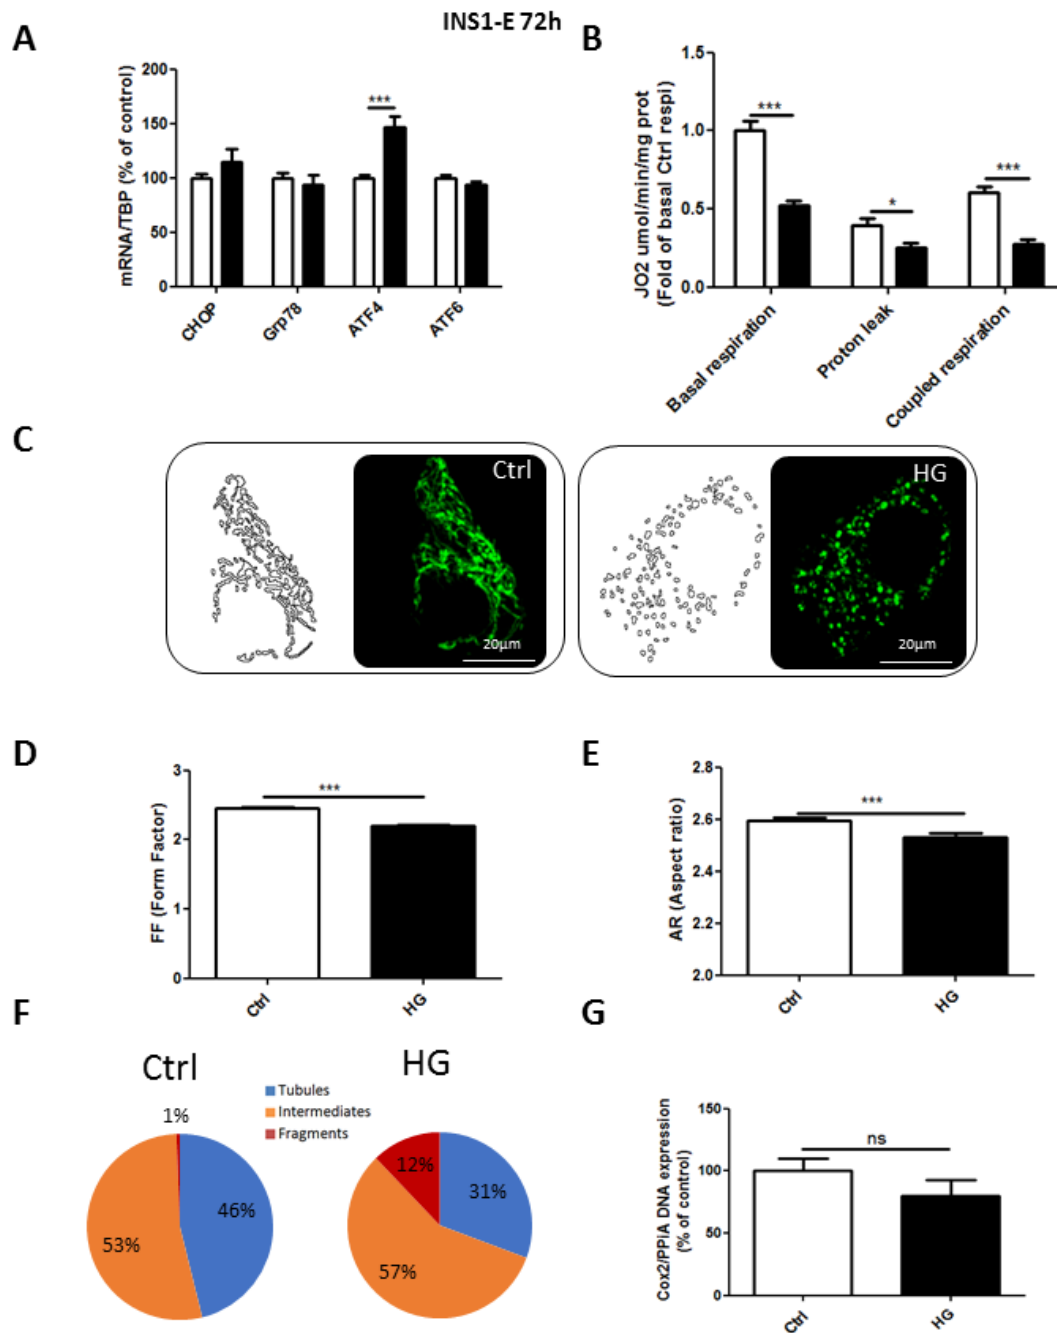 INS1-E 72h
A
mRNA/TBP (% of control)
200
150
100
50
0
***
CHOP
Grp78
ATF4
ATF6
B
JO2 umol/min/mg prot
(Fold of basal Ctrl respi)
1.5
1.0
0.5
0.0
***
*
***
Basal respiration
Proton leak
Coupled respiration
C
Ctrl
20µm
HG
20µm
D
FF (Form Factor)
3
2
1
0
***
Ctrl
HG
E
AR (Aspect ratio)
2.8
2.6
2.4
2.2
2.0
***
Ctrl
HG
F
Ctrl
HG
Tubules
Intermediates
Fragments
1%
46%
53%
12%
31%
57%
G
Cox2/PPiA DNA expression
(% of control)
150
100
50
0
ns
Ctrl
HG